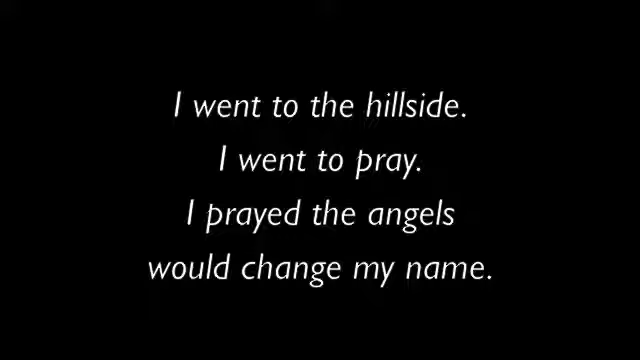 I went to the hillside.
I went to pray.
I prayed the angels
would change my name.